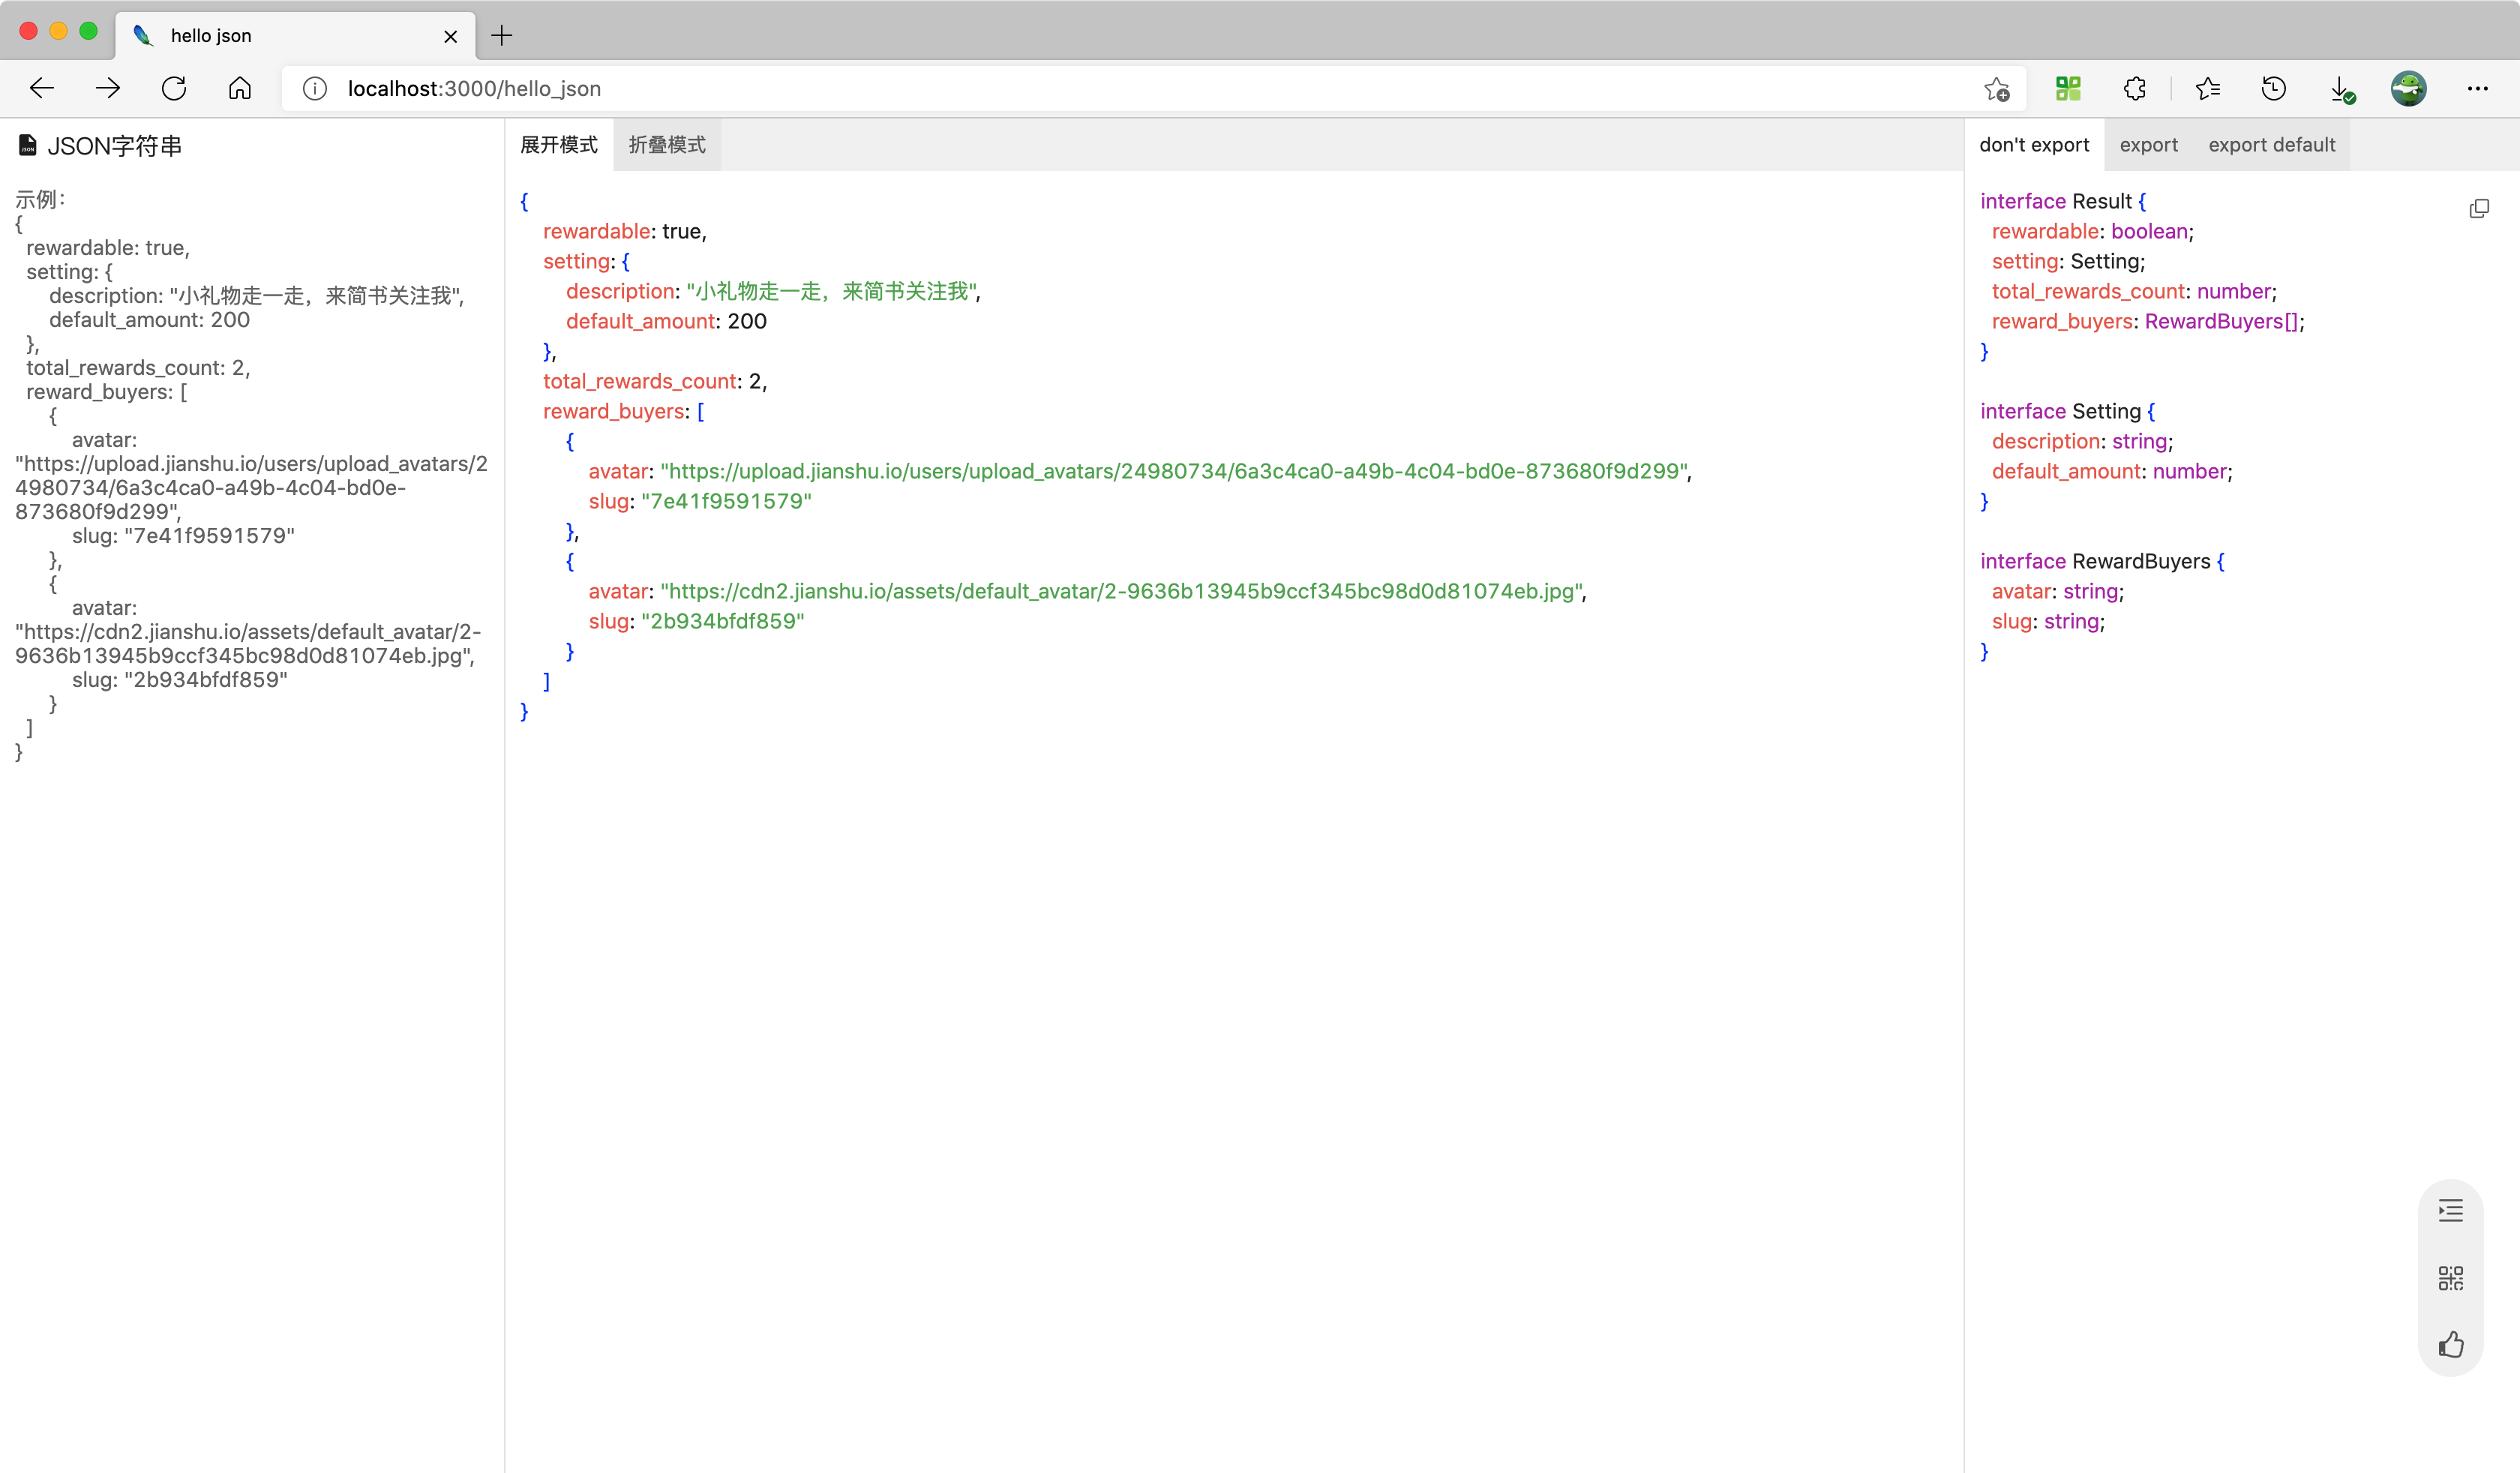 hello json
localhost:3000/hello_json
JSON字符串
示例：
{
rewardable: true,
setting: {
description: "小礼物走一走，来简书关注我",
default_amount: 200
},
total_rewards_count: 2,
reward_buyers: [
{
avatar:
"https://upload.jianshu.io/users/upload_avatars/2
4980734/6a3c4ca0-a49b-4c04-bd0e-
873680f9d299",
slug: "7e41f9591579"
},
{
avatar:
"https://cdn2.jianshu.io/assets/default_avatar/2-
9636b13945b9ccf345bc98d0d81074eb.jpg",
slug: "2b934bfdf859"
}
]
}
展开模式 折叠模式
{
rewardable: true,
setting: {
description: "小礼物走一走，来简书关注我",
default_amount: 200
},
total_rewards_count: 2,
reward_buyers: [
{
avatar: "https://upload.jianshu.io/users/upload_avatars/24980734/6a3c4ca0-a49b-4c04-bd0e-873680f9d299",
slug: "7e41f9591579"
},
{
avatar: "https://cdn2.jianshu.io/assets/default_avatar/2-9636b13945b9ccf345bc98d0d81074eb.jpg",
slug: "2b934bfdf859"
}
]
}
don't export export export default
interface Result {
rewardable: boolean;
setting: Setting;
total_rewards_count: number;
reward_buyers: RewardBuyers[];
}
interface Setting {
description: string;
default_amount: number;
}
interface RewardBuyers {
avatar: string;
slug: string;
}